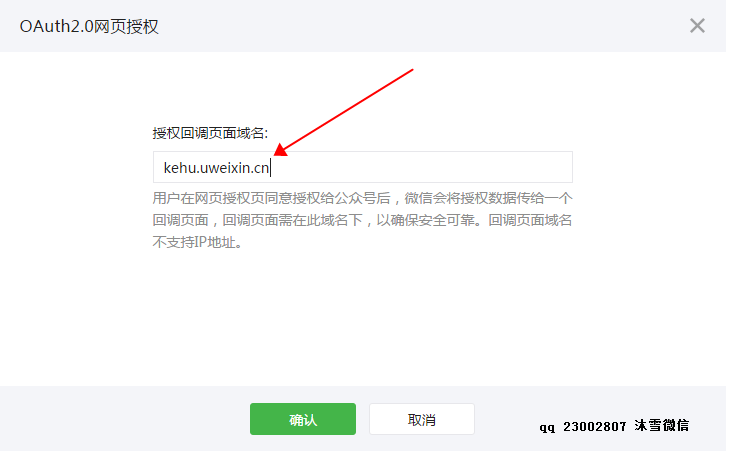 OAuth2.0网页授权
授权回调页面域名:
kehu.uweixin.cn
用户在网页授权页同意授权给公众号后，微信会将授权数据传给一个
回调页面，回调页面需在此域名下，以确保安全可靠。回调页面域名
不支持IP地址。
确认 取消
qq 23002807 沐雪微信